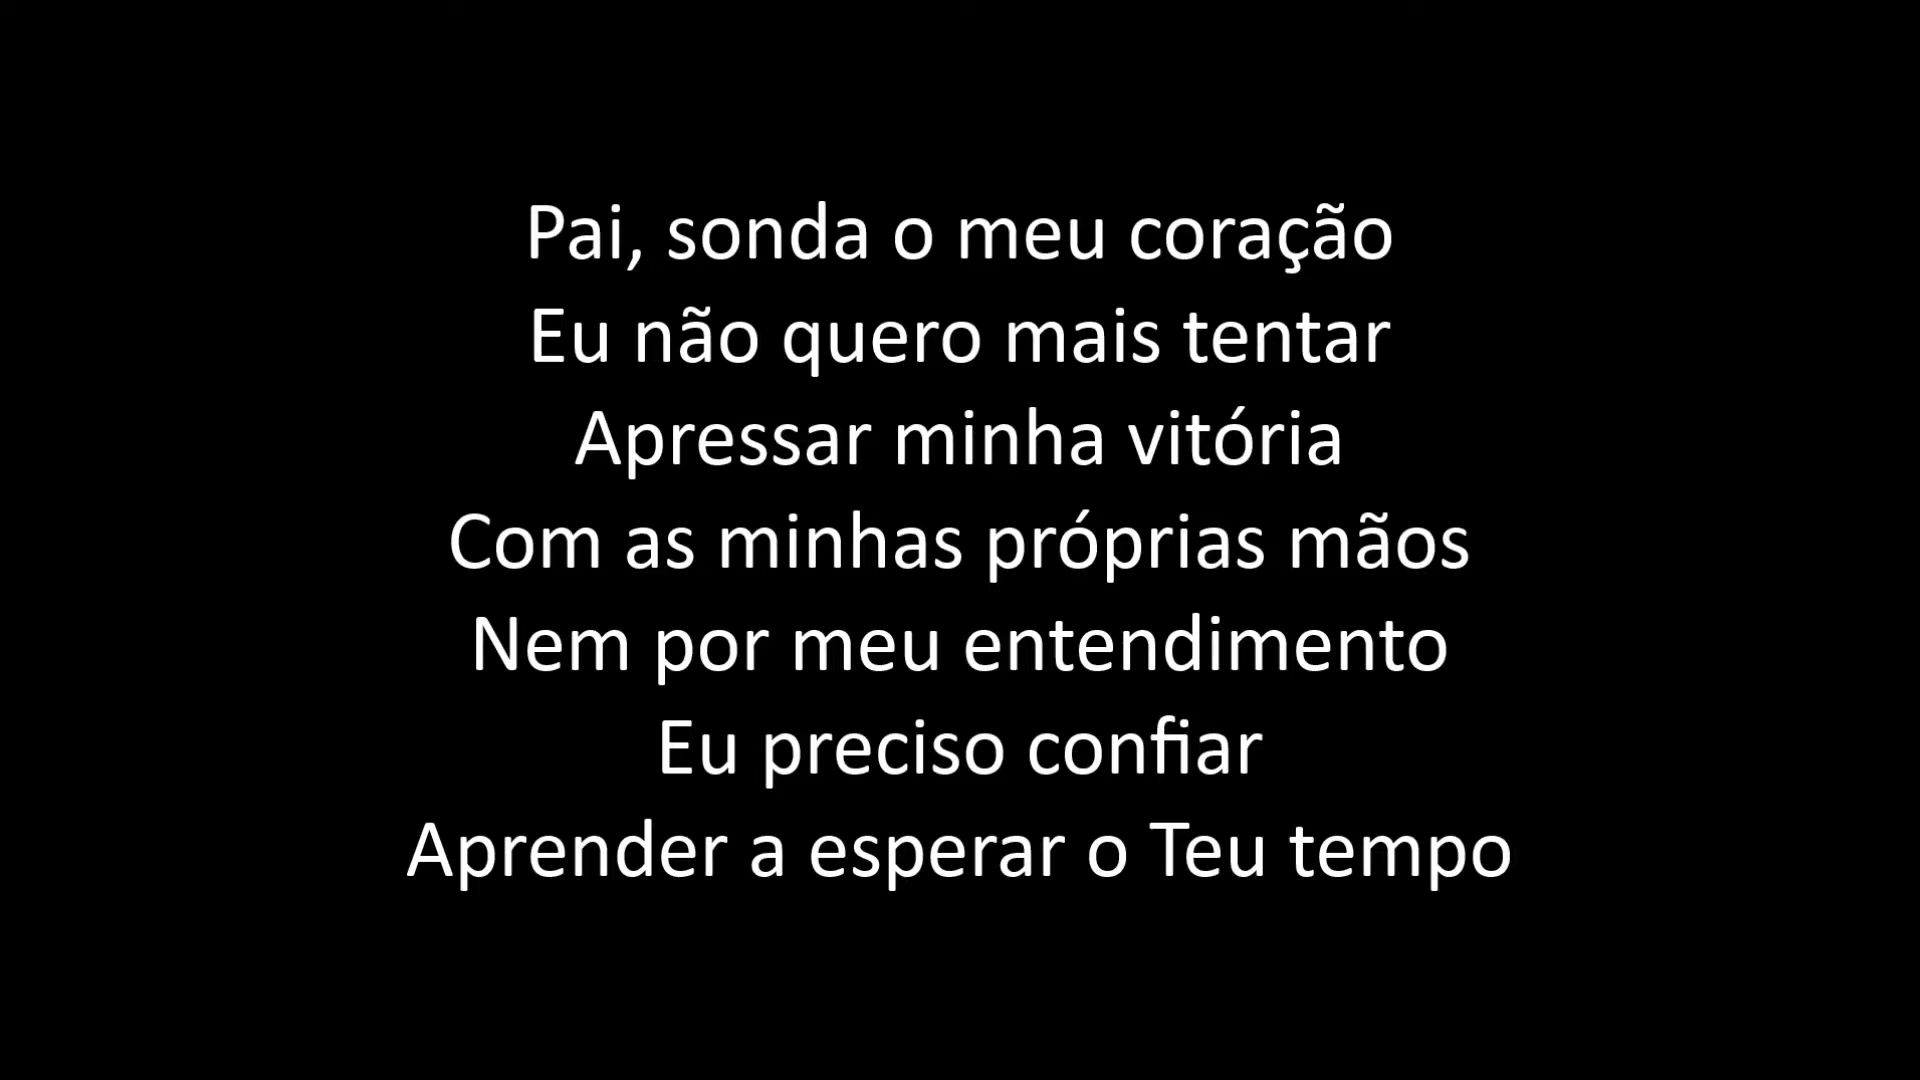 Pai, sonda o meu coração
Eu não quero mais tentar
Apressar minha vitória
Com as minhas próprias mãos
Nem por meu entendimento
Eu preciso confiar
Aprender a esperar o Teu tempo